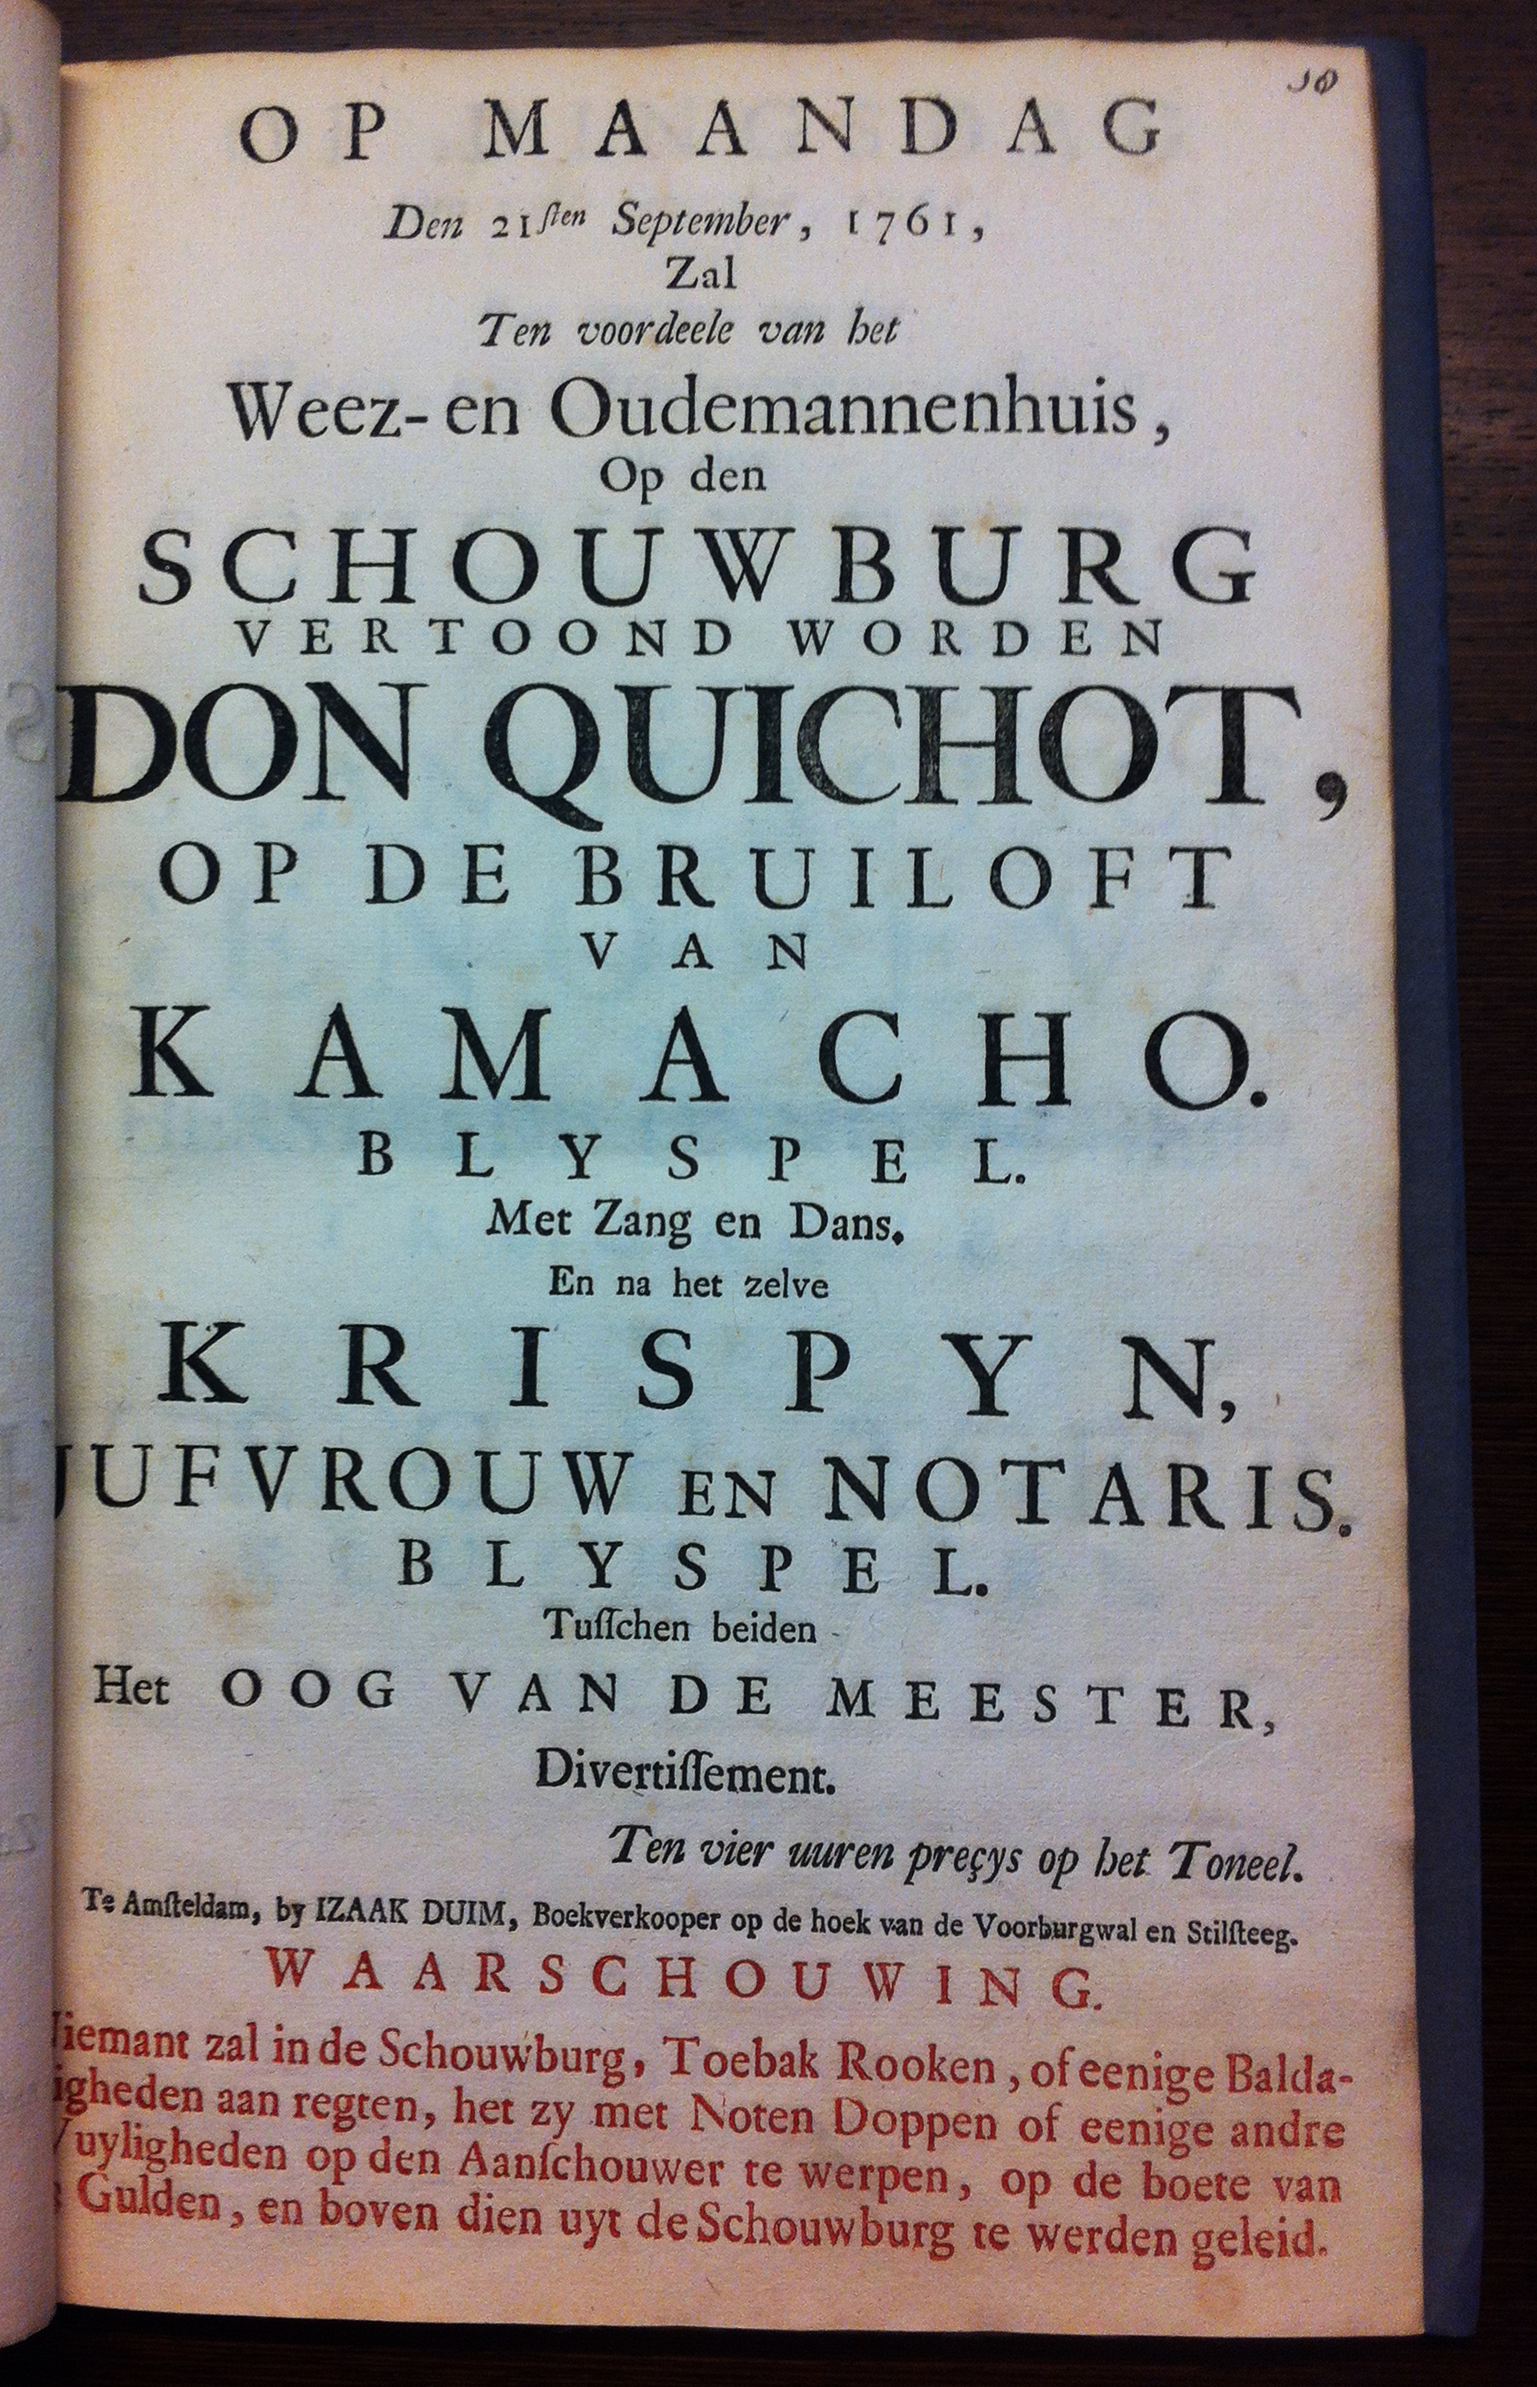 10
OP MAANDAG
Den 21ſten September, 1761,
Zal
Ten voordeele van het
Weez- en Oudemannenhuis,
Op den
SCHOUWBURG
VERTOOND WORDEN
DON QUICHOT,
OP DE BRUILOFT
VAN
KAMACHO.
BLYSPEL.
Met Zang en Dans.
En na het zelve
KRISPYN,
JUFVROUW EN NOTARIS.
BLYSPEL.
Tuſſchen beiden
Het OOG VAN DE MEESTER,
Divertiſſement.
Ten vier uuren preçys op het Toneel.
Te Amſteldam, by IZAAK DUIM, Boekverkooper op de hoek van de Voorburgwal en Stilſteeg.
WAARSCHOUWING.
Niemant zal in de Schouwburg, Toebak Rooken, of eenige Balda-
igheden aan regten, het zy met Noten Doppen of eenige andre
Vuyligheden op den Aanſchouwer te werpen, op de boete van
Gulden, en boven dien uyt de Schouwburg te werden geleid.